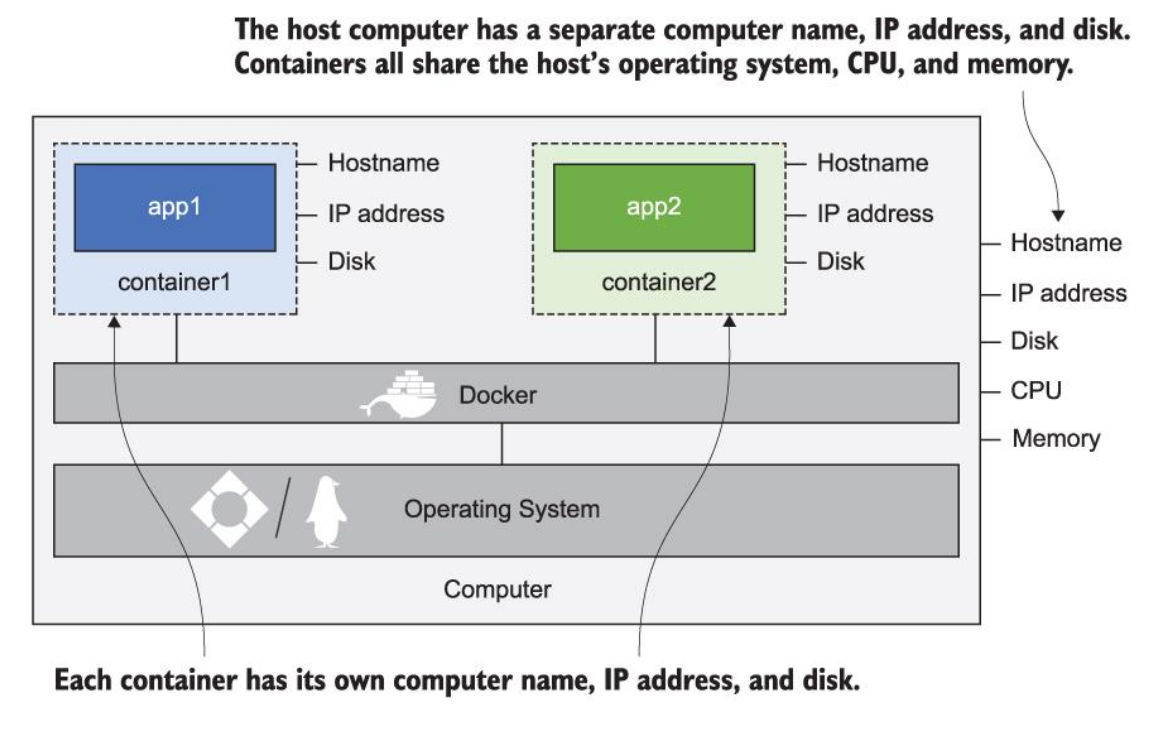 The host computer has a separate computer name, IP address, and disk.
Containers all share the host's operating system, CPU, and memory.
app1
container1
Hostname
IP address
Disk
app2
container2
Hostname
IP address
Disk
Hostname
IP address
Disk
CPU
Memory
Docker
Operating System
Computer
Each container has its own computer name, IP address, and disk.